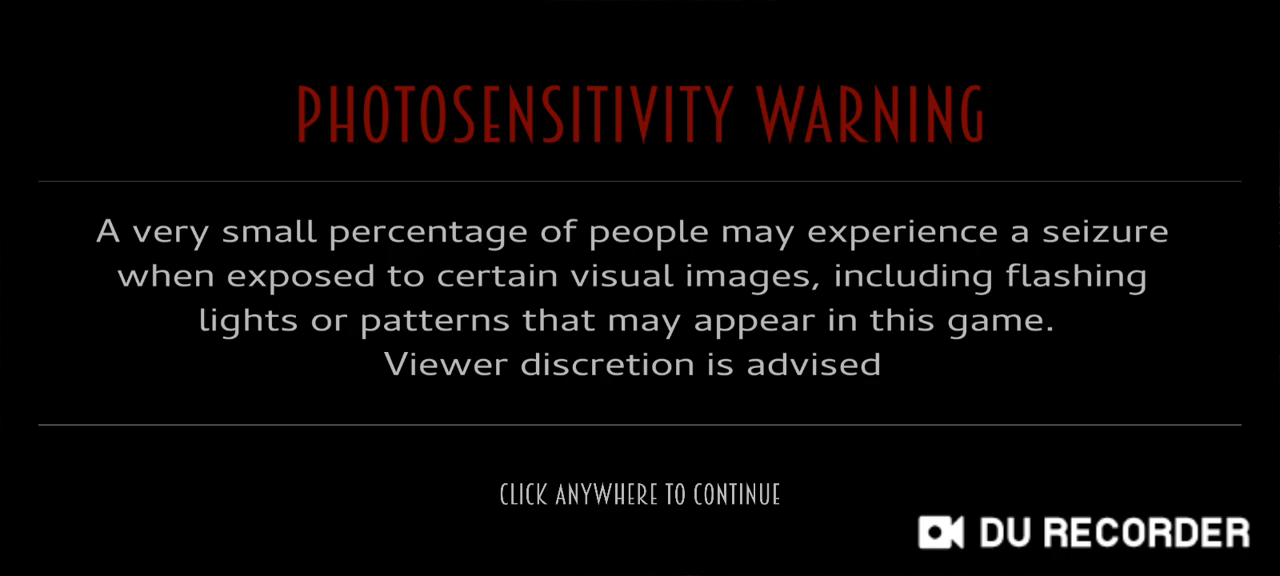 PHOTOSENSITIVITY WARNING
A very small percentage of people may experience a seizure
when exposed to certain visual images, including flashing
lights or patterns that may appear in this game.
Viewer discretion is advised
CLICK ANYWHERE TO CONTINUE
DU RECORDER